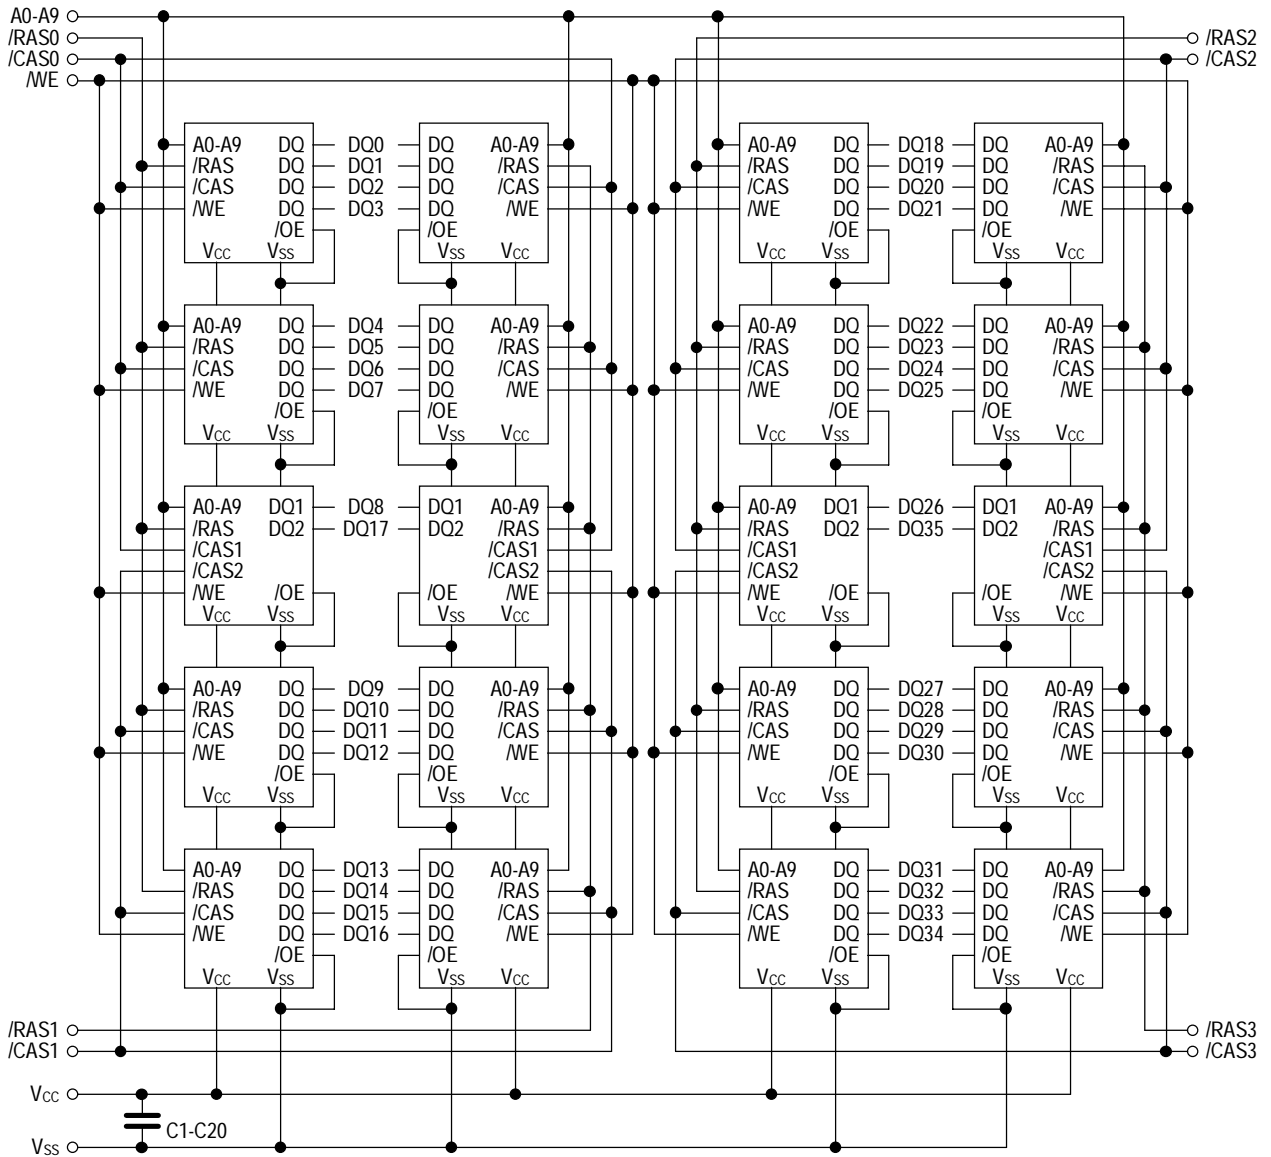 A0-A9
/RAS0 /RAS2
/CAS0 /CAS2
/WE
A0-A9 DQ DQ0 DQ A0-A9 A0-A9 DQ DQ18 DQ A0-A9
/RAS DQ DQ1 DQ /RAS /RAS DQ DQ19 DQ /RAS
/CAS DQ DQ2 DQ /CAS /CAS DQ DQ20 DQ /CAS
/WE DQ DQ3 DQ /WE /WE DQ DQ21 DQ /WE
/OE /OE /OE /OE
VCC VSS VSS VCC VCC VSS VSS VCC
A0-A9 DQ DQ4 DQ A0-A9 A0-A9 DQ DQ22 DQ A0-A9
/RAS DQ DQ5 DQ /RAS /RAS DQ DQ23 DQ /RAS
/CAS DQ DQ6 DQ /CAS /CAS DQ DQ24 DQ /CAS
/WE DQ DQ7 DQ /WE /WE DQ DQ25 DQ /WE
/OE /OE /OE /OE
VCC VSS VSS VCC VCC VSS VSS VCC
A0-A9 DQ1 DQ8 DQ1 A0-A9 A0-A9 DQ1 DQ26 DQ1 A0-A9
/RAS DQ2 DQ17 DQ2 /RAS /RAS DQ2 DQ35 DQ2 /RAS
/CAS1 /CAS1 /CAS1 /CAS1
/CAS2 /CAS2 /CAS2 /CAS2
/WE /OE /OE /WE /WE /OE /OE /WE
VCC VSS VSS VCC VCC VSS VSS VCC
A0-A9 DQ DQ9 DQ A0-A9 A0-A9 DQ DQ27 DQ A0-A9
/RAS DQ DQ10 DQ /RAS /RAS DQ DQ28 DQ /RAS
/CAS DQ DQ11 DQ /CAS /CAS DQ DQ29 DQ /CAS
/WE DQ DQ12 DQ /WE /WE DQ DQ30 DQ /WE
/OE /OE /OE /OE
VCC VSS VSS VCC VCC VSS VSS VCC
A0-A9 DQ DQ13 DQ A0-A9 A0-A9 DQ DQ31 DQ A0-A9
/RAS DQ DQ14 DQ /RAS /RAS DQ DQ32 DQ /RAS
/CAS DQ DQ15 DQ /CAS /CAS DQ DQ33 DQ /CAS
/WE DQ DQ16 DQ /WE /WE DQ DQ34 DQ /WE
/OE /OE /OE /OE
VCC VSS VSS VCC VCC VSS VSS VCC
/RAS1 /RAS3
/CAS1 /CAS3
VCC
C1-C20
VSS